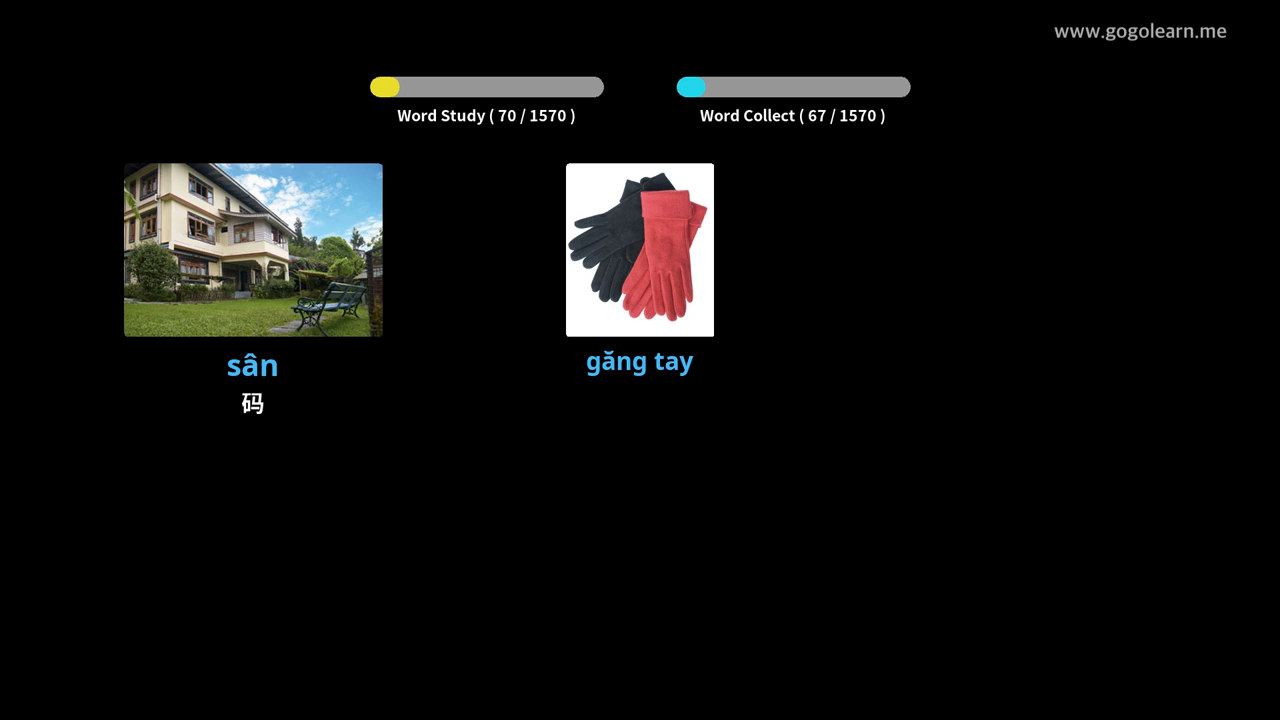 www.gogolearn.me
Word Study ( 70 / 1570 )
Word Collect ( 67 / 1570 )
sân
码
găng tay